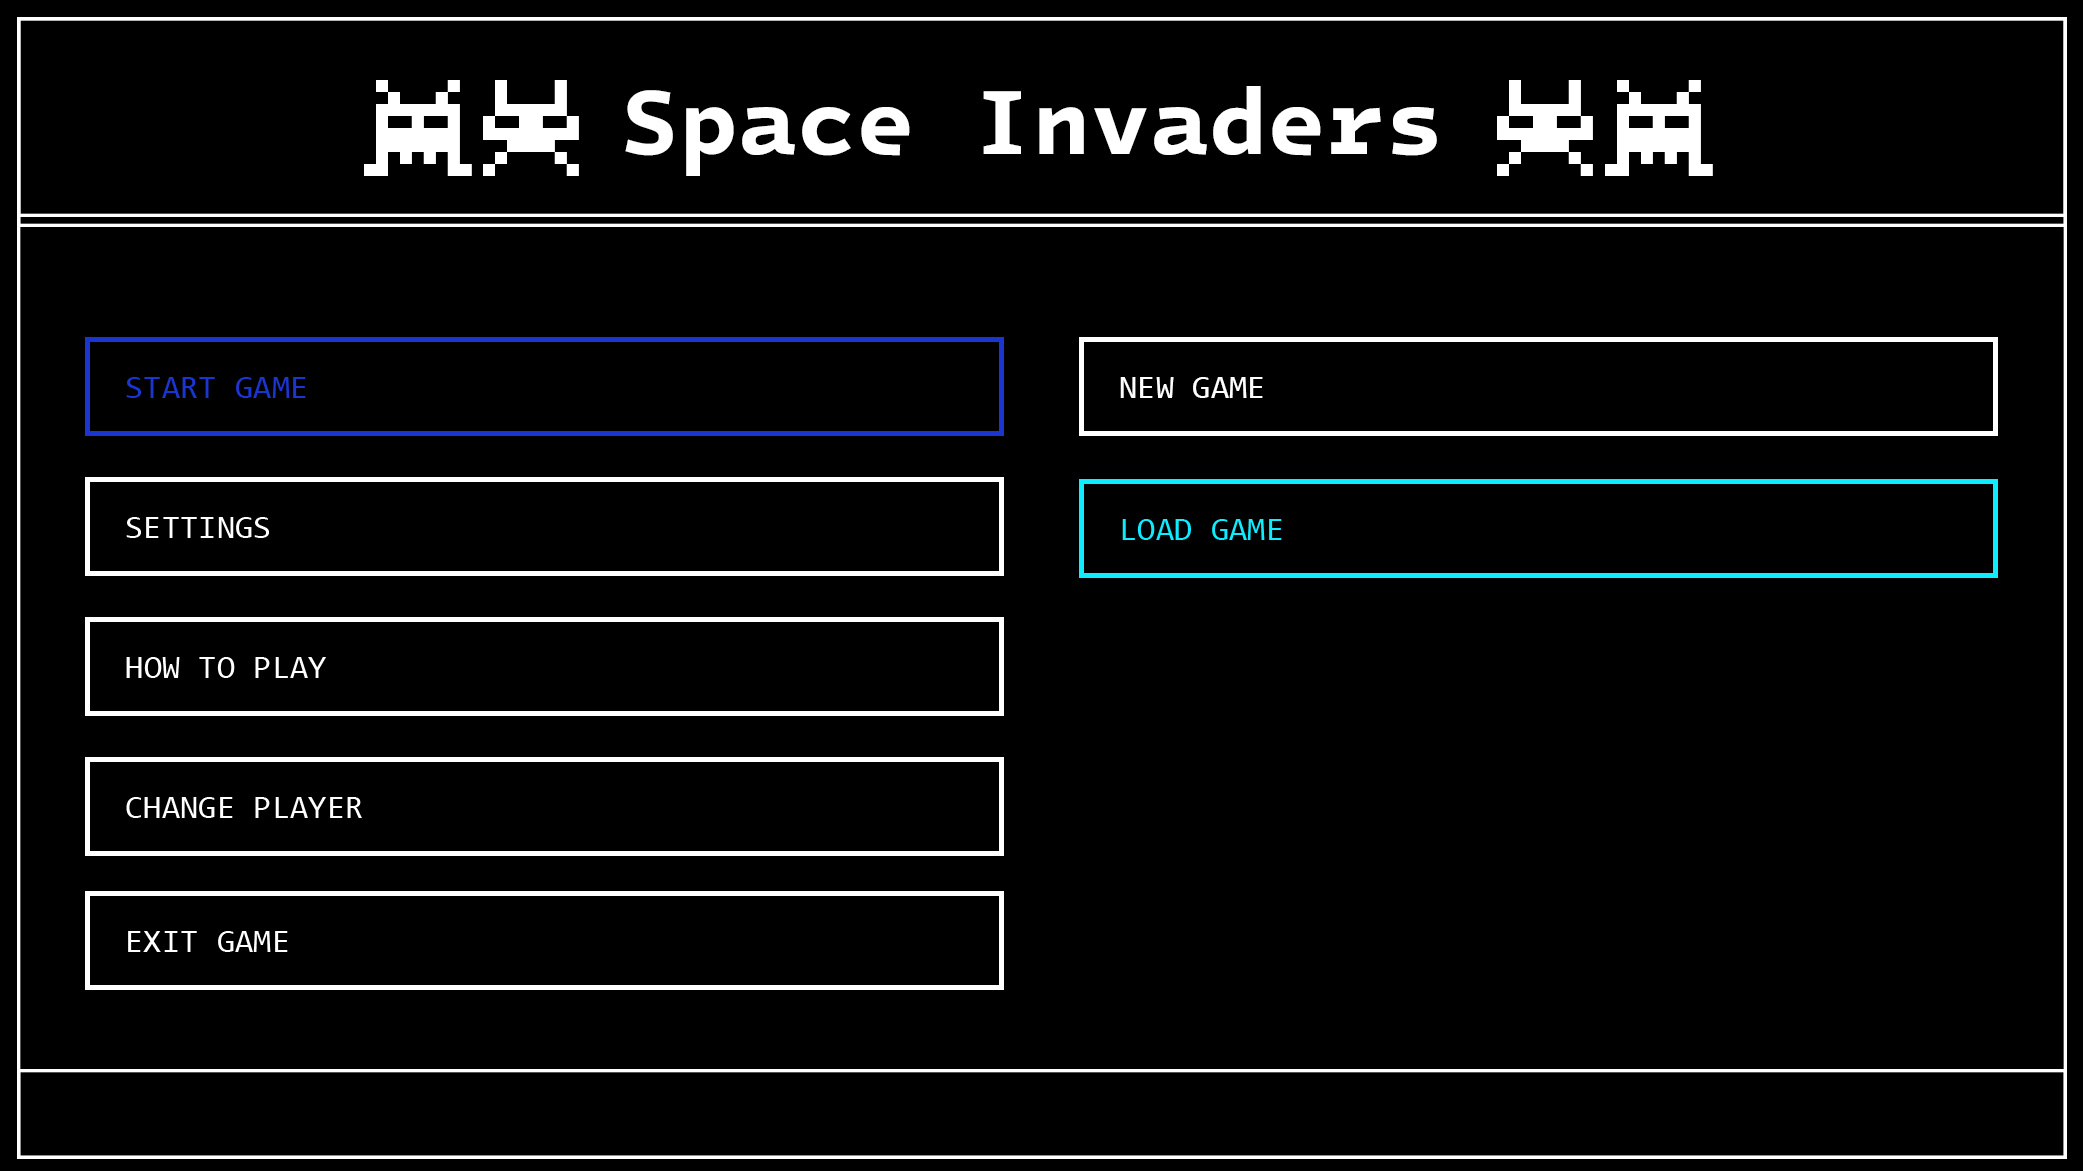 Space Invaders
START GAME
SETTINGS
HOW TO PLAY
CHANGE PLAYER
EXIT GAME
NEW GAME
LOAD GAME